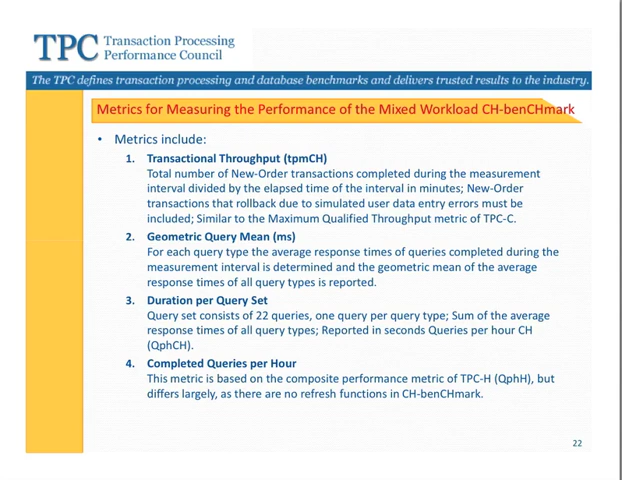 TPC Transaction Processing
Performance Council
The TPC defines transaction processing and database benchmarks and delivers trusted results to the industry.
Metrics for Measuring the Performance of the Mixed Workload CH-benCHmark
• Metrics include:
1. Transactional Throughput (tpmCH)
Total number of New-Order transactions completed during the measurement
interval divided by the elapsed time of the interval in minutes; New-Order
transactions that rollback due to simulated user data entry errors must be
included; Similar to the Maximum Qualified Throughput metric of TPC-C.
2. Geometric Query Mean (ms)
For each query type the average response times of queries completed during the
measurement interval is determined and the geometric mean of the average
response times of all query types is reported.
3. Duration per Query Set
Query set consists of 22 queries, one query per query type; Sum of the average
response times of all query types; Reported in seconds Queries per hour CH
(QphCH).
4. Completed Queries per Hour
This metric is based on the composite performance metric of TPC-H (QphH), but
differs largely, as there are no refresh functions in CH-benCHmark.
22